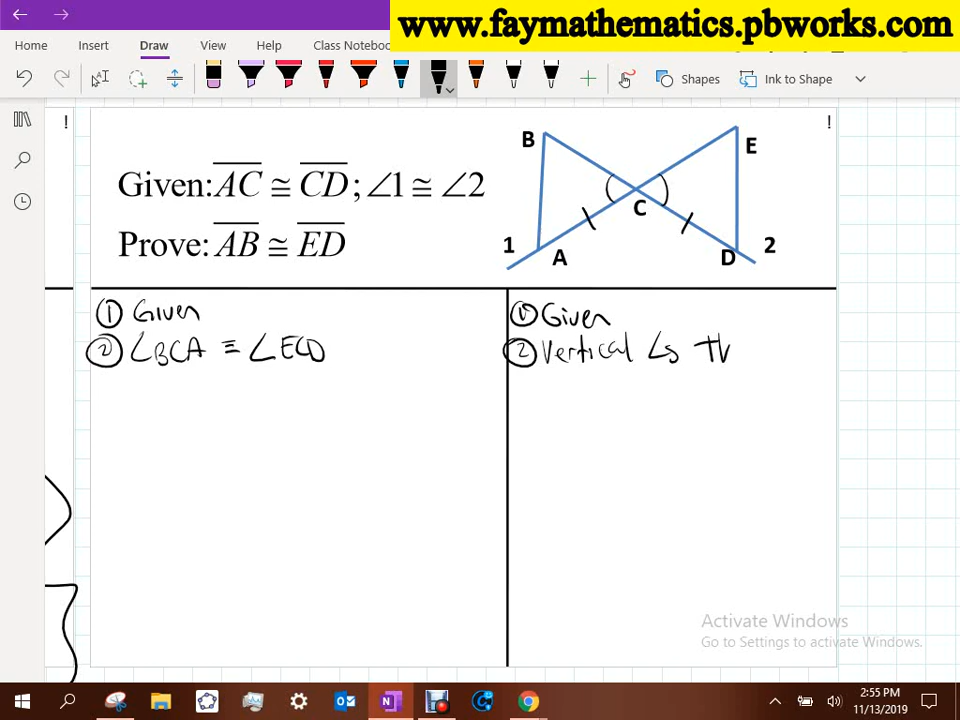 www.faymathematics.pbworks.com
Home Insert Draw View Help Class Notebo
Shapes Ink to Shape
! !
Given: AC ≅ CD ; ∠1 ≅ ∠2
Prove: AB ≅ ED
B E
C
1 A D 2
① Given ① Given
② ∠BCA ≡ ∠ECD ② Vertical ∠s
Activate Windows
Go to Settings to activate Windows.
2:55 PM
11/13/2019